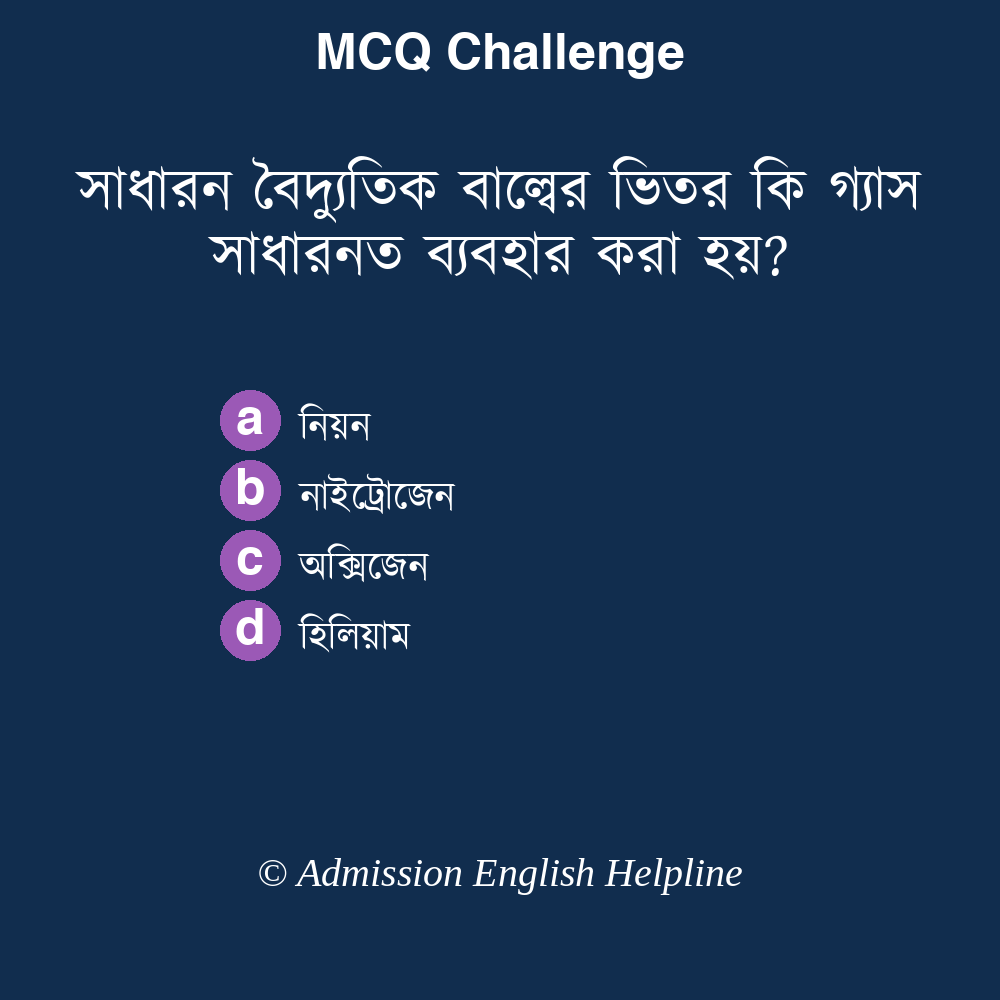 MCQ Challenge
সাধারন বৈদ্যুতিক বাল্বের ভিতর কি গ্যাস
সাধারনত ব্যবহার করা হয়?
a নিয়ন
b নাইট্রোজেন
c অক্সিজেন
d হিলিয়াম
© Admission English Helpline